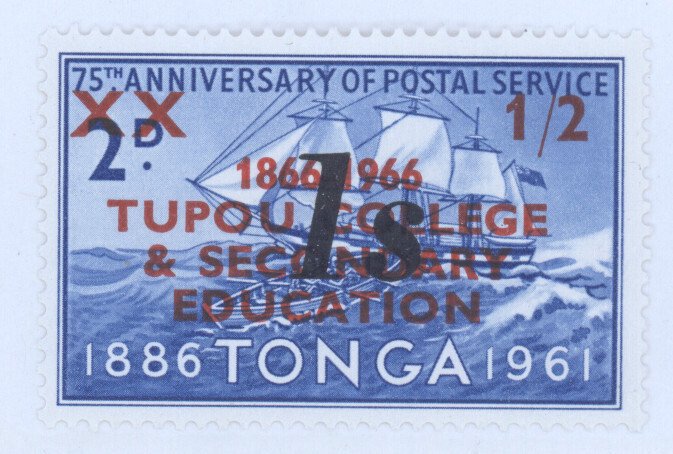 75TH ANNIVERSARY OF POSTAL SERVICE
XX 1/2
2D.
1866 1966
TUPOU COLLEGE
& SECONDARY
EDUCATION
1s
1886 TONGA 1961